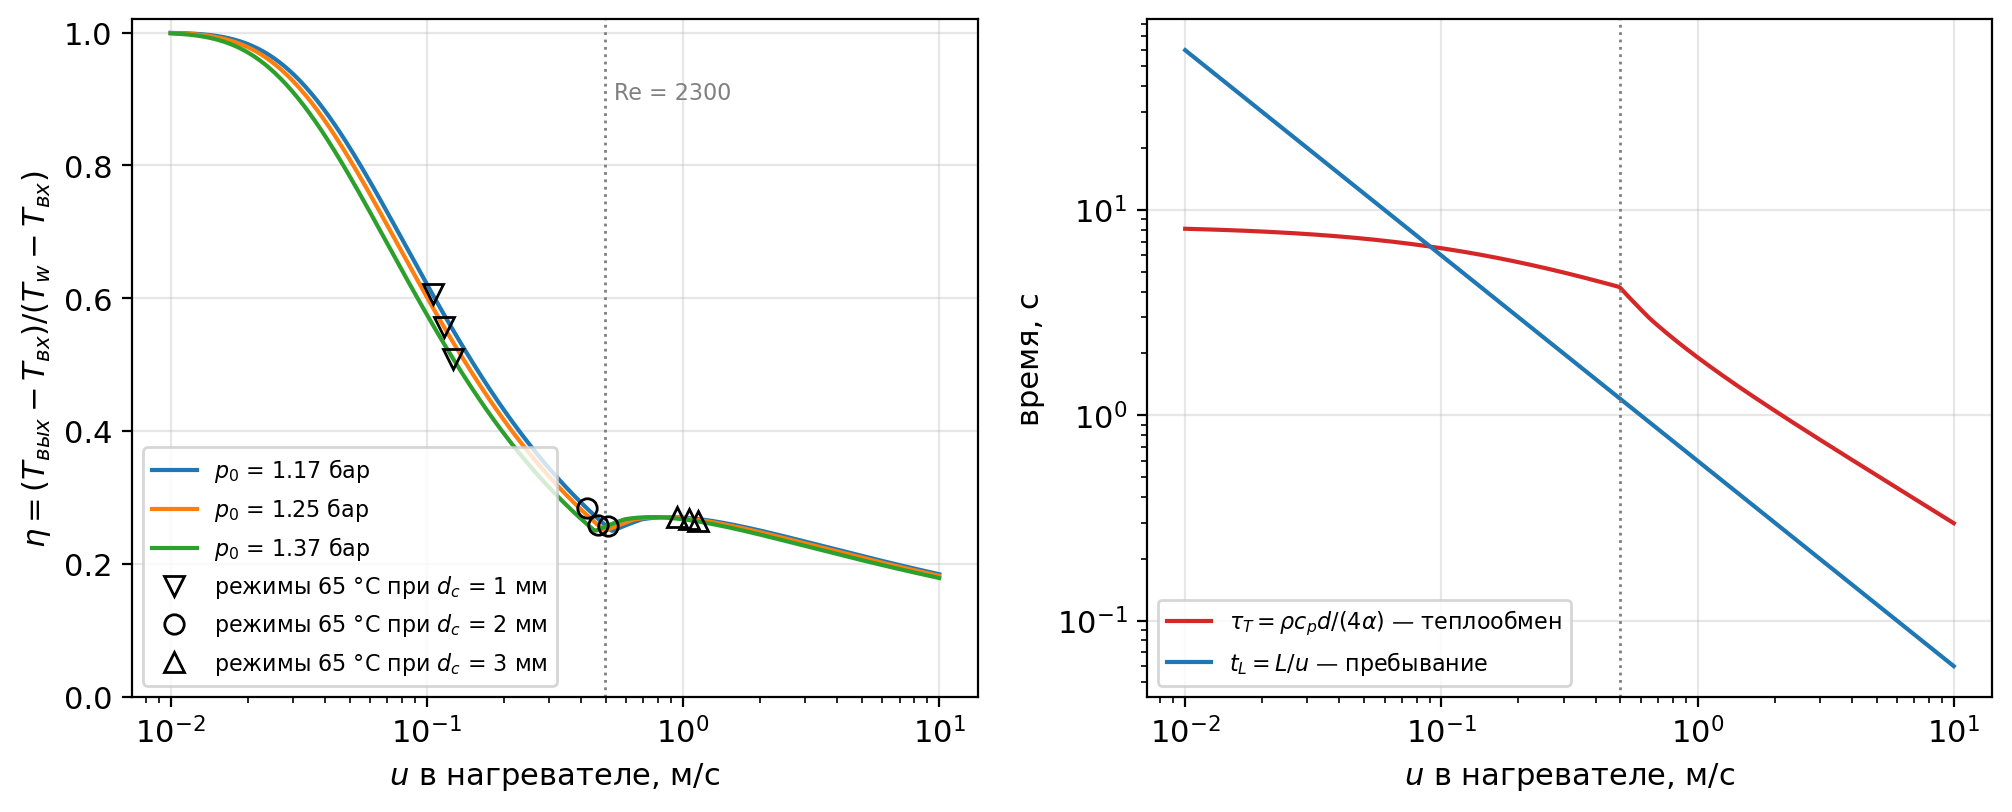 1.0
0.8
0.6
0.4
0.2
0.0
η = (T_вых − T_вх)/(T_w − T_вх)
Re = 2300
p₀ = 1.17 бар
p₀ = 1.25 бар
p₀ = 1.37 бар
режимы 65 °C при d_c = 1 мм
режимы 65 °C при d_c = 2 мм
режимы 65 °C при d_c = 3 мм
10⁻² 10⁻¹ 10⁰ 10¹
u в нагревателе, м/с
10¹
10⁰
10⁻¹
время, с
τ_T = ρc_pd/(4α) — теплообмен
t_L = L/u — пребывание
10⁻² 10⁻¹ 10⁰ 10¹
u в нагревателе, м/с